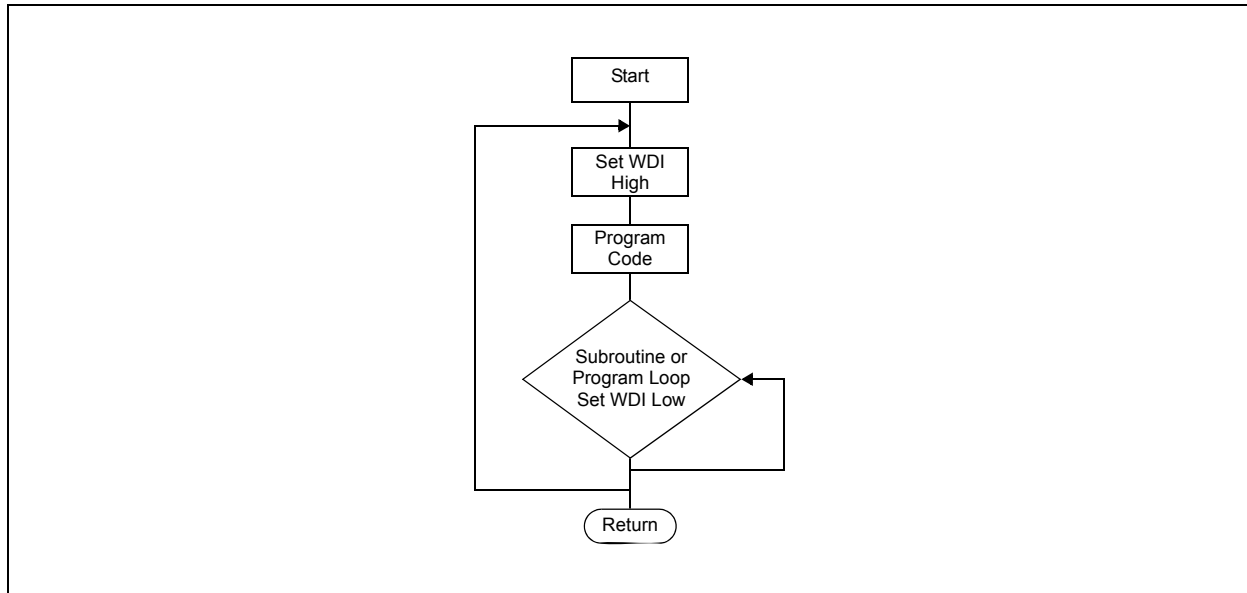 Start
Set WDI
High
Program
Code
Subroutine or
Program Loop
Set WDI Low
Return